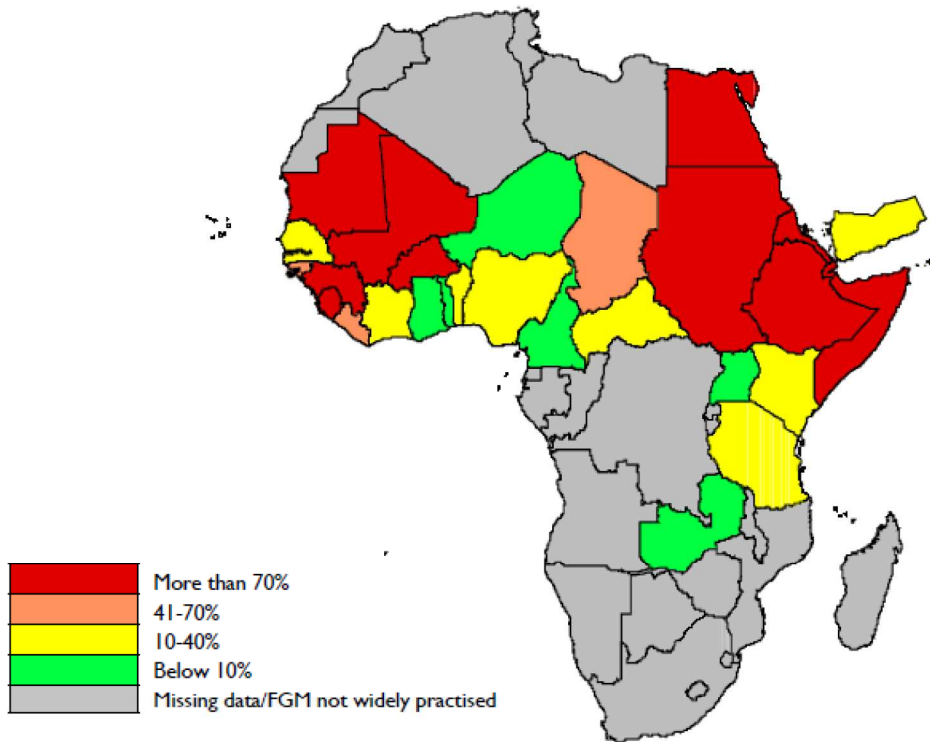 More than 70%
41-70%
10-40%
Below 10%
Missing data/FGM not widely practised